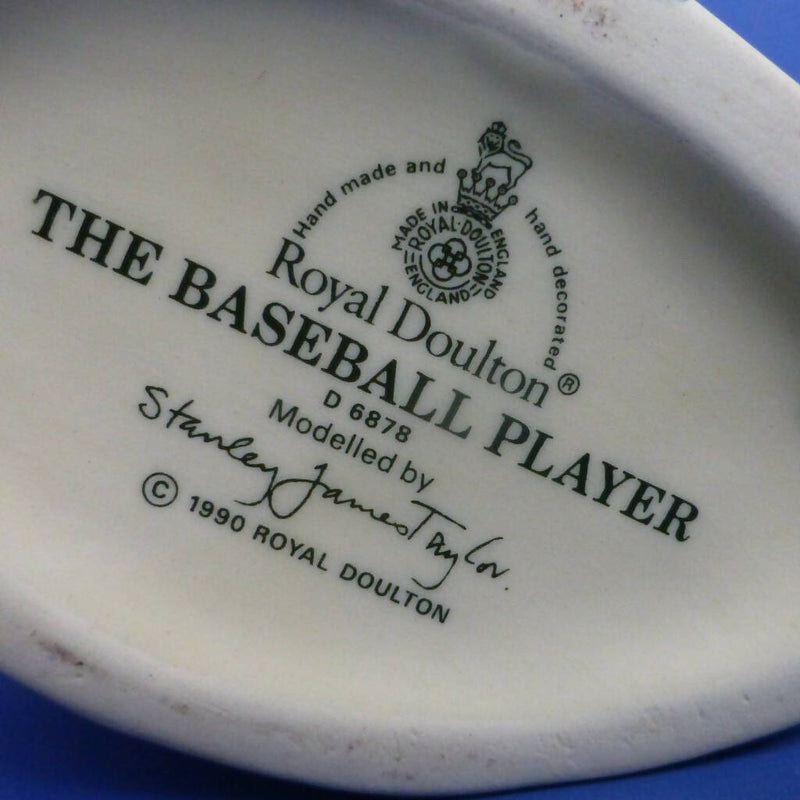 Hand made and hand decorated
MADE IN ENGLAND
ROYAL·DOULTON
ENGLAND
Royal Doulton®
THE BASEBALL PLAYER
D 6878
Modelled by
Stanley James Taylor.
© 1990 ROYAL DOULTON